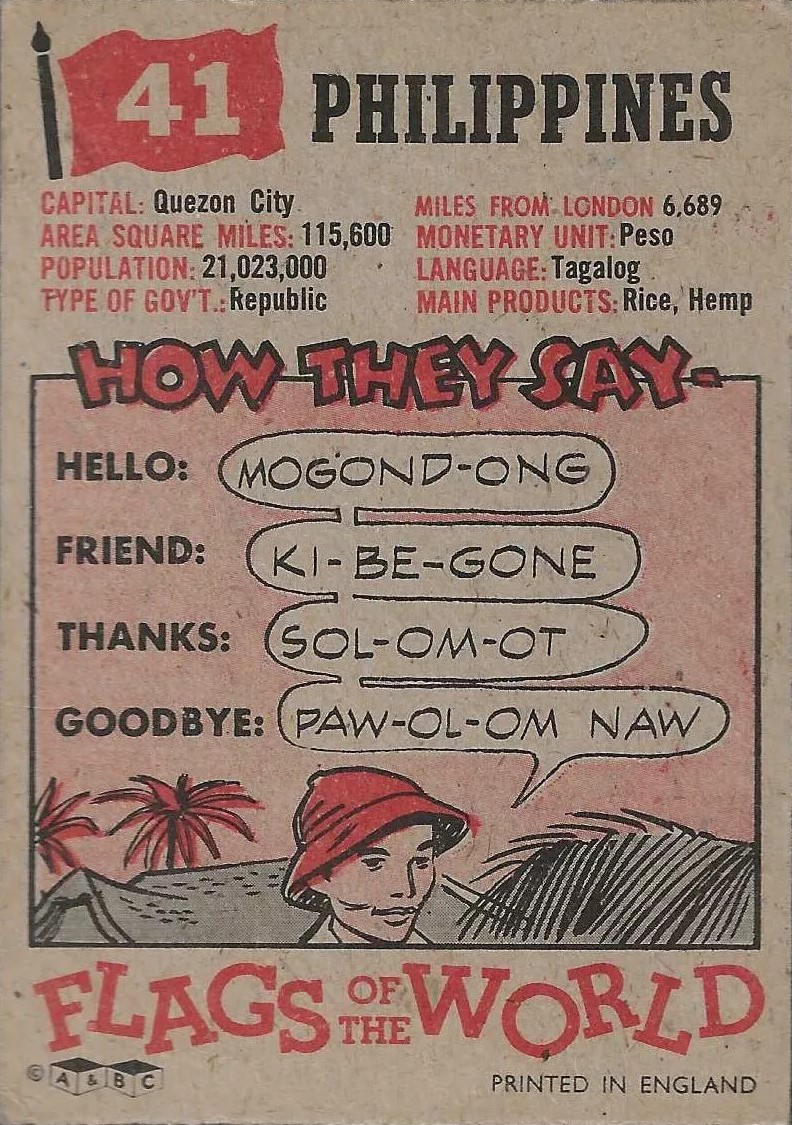 41 PHILIPPINES
CAPITAL: Quezon City
AREA SQUARE MILES: 115,600
POPULATION: 21,023,000
TYPE OF GOV'T.: Republic
MILES FROM LONDON 6,689
MONETARY UNIT: Peso
LANGUAGE: Tagalog
MAIN PRODUCTS: Rice, Hemp
HOW THEY SAY-
HELLO: MOGOND-ONG
FRIEND: KI-BE-GONE
THANKS: SOL-OM-OT
GOODBYE: PAW-OL-OM NAW
FLAGS OF THE WORLD
© A & B C
PRINTED IN ENGLAND